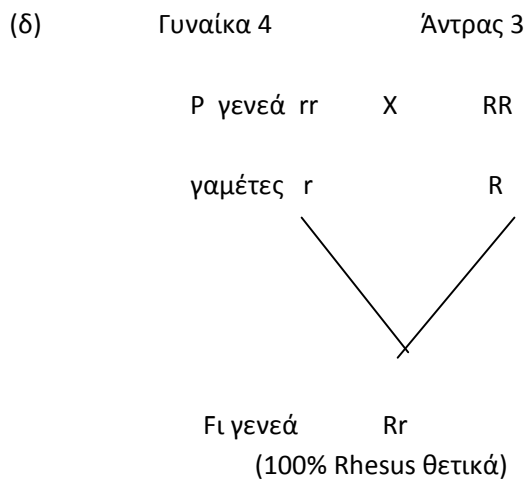 (δ) Γυναίκα 4 Άντρας 3
P γενεά rr X RR
γαμέτες r R
Fι γενεά Rr
(100% Rhesus θετικά)